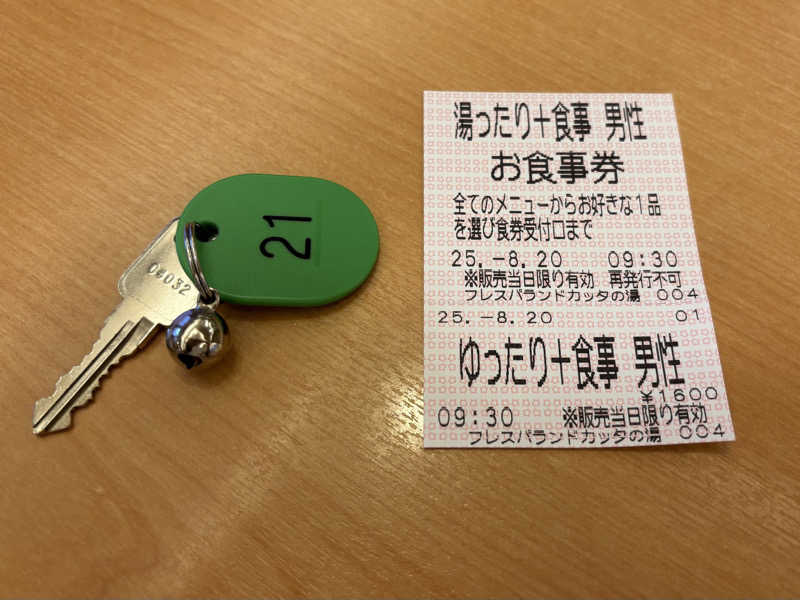 21
湯ったり+食事 男性
お食事券
全てのメニューからお好きな1品
を選び食券受付口まで
25.-8.20 09:30
※販売当日限り有効 再発行不可
フレスパランドカッタの湯 004
25.-8.20 01
ゆったり+食事 男性
¥1600
09:30 ※販売当日限り有効
フレスパランドカッタの湯 004